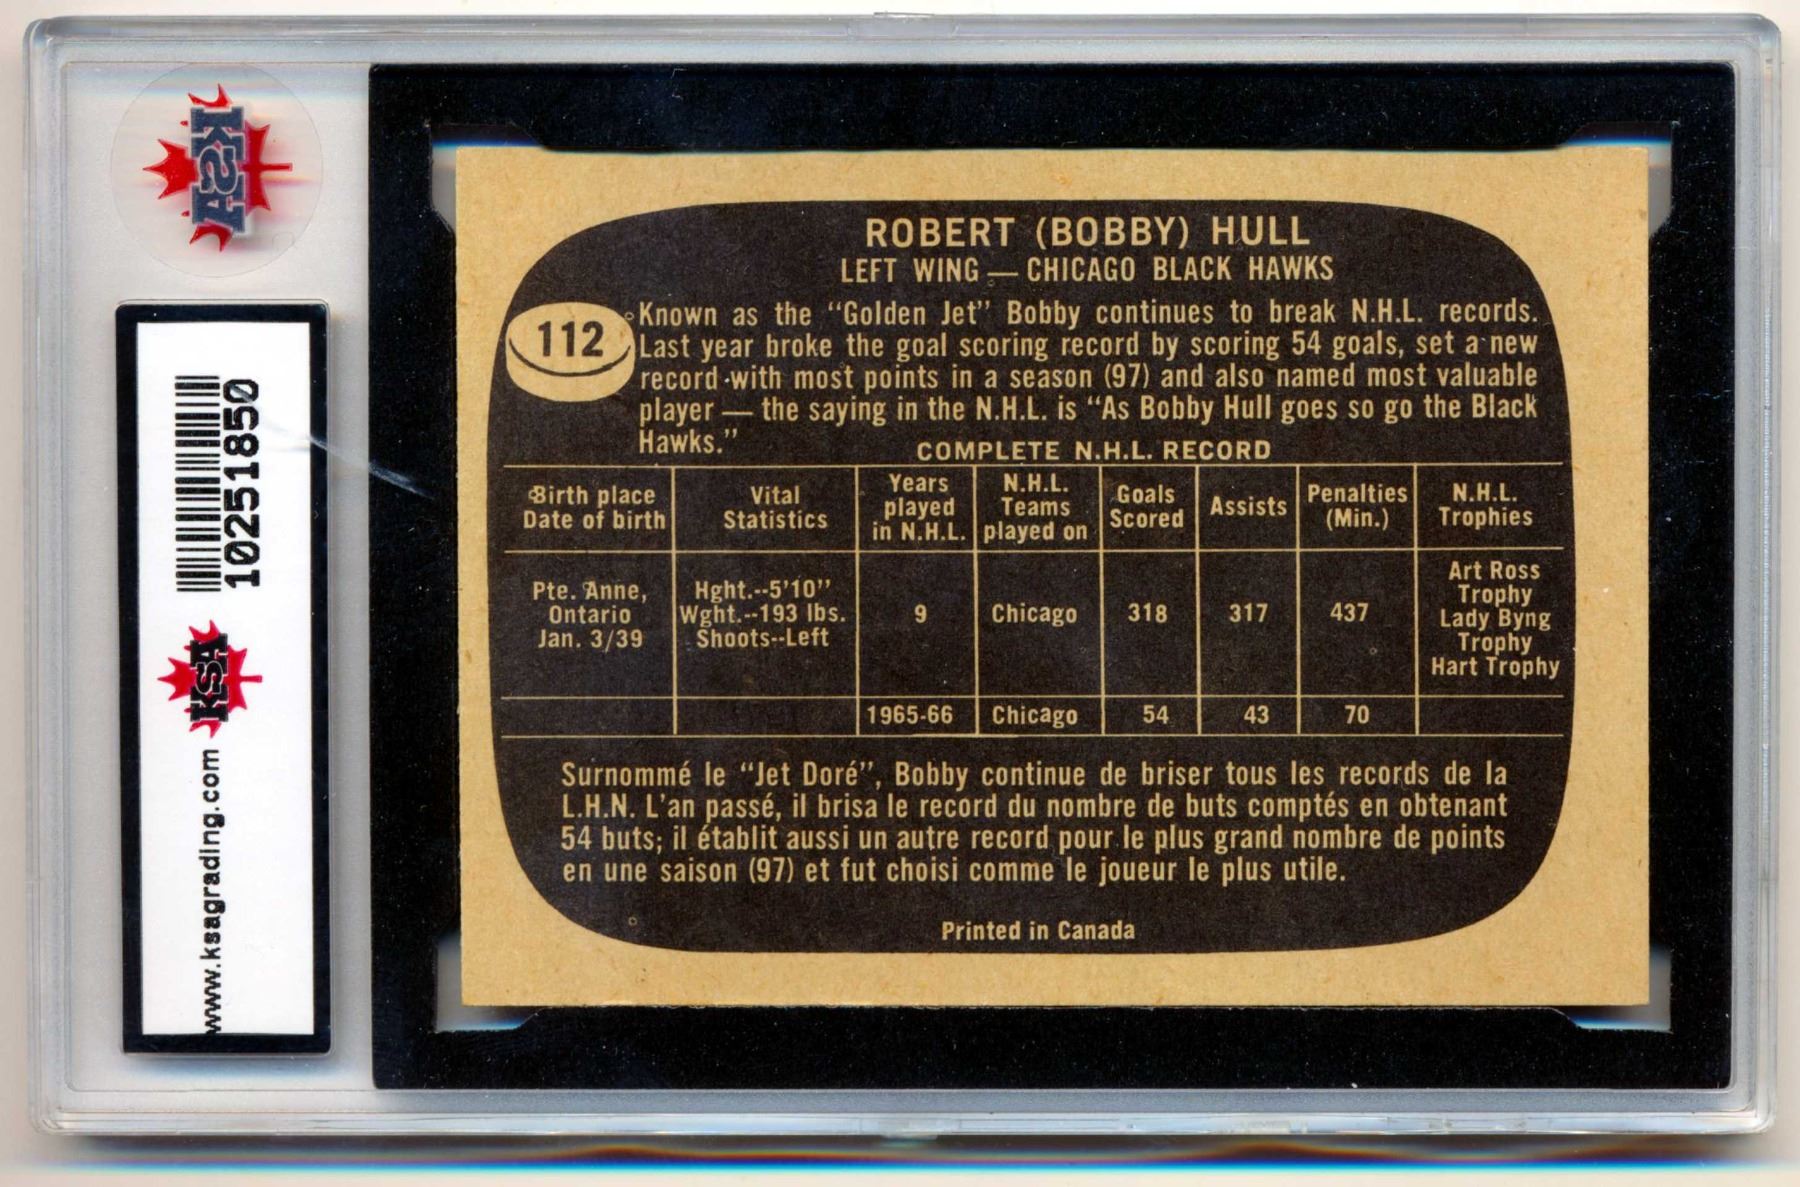 KSA
10251850
KSA
www.ksagrading.com
ROBERT (BOBBY) HULL
LEFT WING — CHICAGO BLACK HAWKS
112
Known as the "Golden Jet" Bobby continues to break N.H.L. records.
Last year broke the goal scoring record by scoring 54 goals, set a new
record with most points in a season (97) and also named most valuable
player — the saying in the N.H.L. is "As Bobby Hull goes so go the Black
Hawks."
COMPLETE N.H.L. RECORD
Birth place
Date of birth
Vital
Statistics
Years
played
in N.H.L.
N.H.L.
Teams
played on
Goals
Scored
Assists
Penalties
(Min.)
N.H.L.
Trophies
Pte. Anne,
Ontario
Jan. 3/39
Hght.--5'10"
Wght.--193 lbs.
Shoots--Left
9
Chicago
318
317
437
Art Ross
Trophy
Lady Byng
Trophy
Hart Trophy
1965-66
Chicago
54
43
70
Surnommé le "Jet Doré", Bobby continue de briser tous les records de la
L.H.N. L'an passé, il brisa le record du nombre de buts comptés en obtenant
54 buts; il établit aussi un autre record pour le plus grand nombre de points
en une saison (97) et fut choisi comme le joueur le plus utile.
Printed in Canada